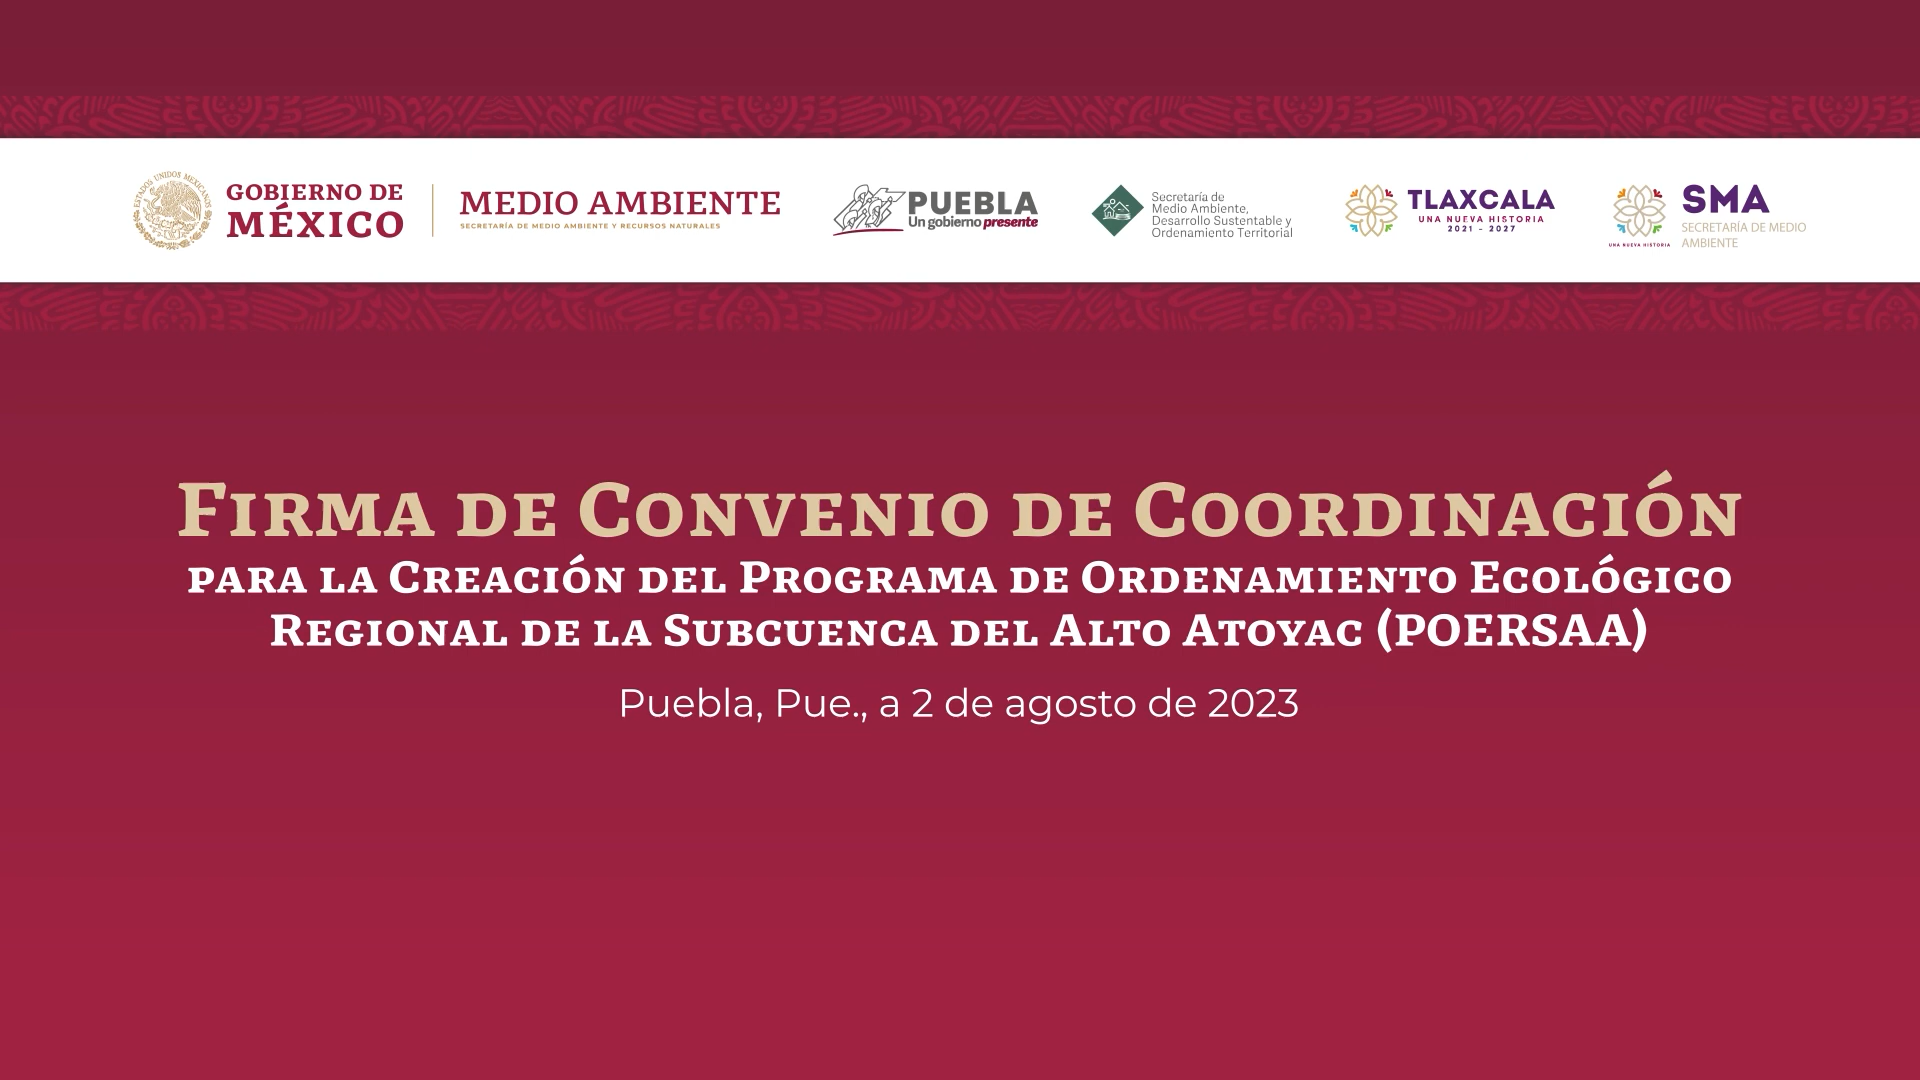 ESTADOS UNIDOS MEXICANOS
GOBIERNO DE
MÉXICO
MEDIO AMBIENTE
SECRETARÍA DE MEDIO AMBIENTE Y RECURSOS NATURALES
PUEBLA
Un gobierno presente
Secretaría de
Medio Ambiente,
Desarrollo Sustentable y
Ordenamiento Territorial
TLAXCALA
UNA NUEVA HISTORIA
2021 - 2027
UNA NUEVA HISTORIA
SMA
SECRETARÍA DE MEDIO
AMBIENTE
FIRMA DE CONVENIO DE COORDINACIÓN
PARA LA CREACIÓN DEL PROGRAMA DE ORDENAMIENTO ECOLÓGICO
REGIONAL DE LA SUBCUENCA DEL ALTO ATOYAC (POERSAA)
Puebla, Pue., a 2 de agosto de 2023